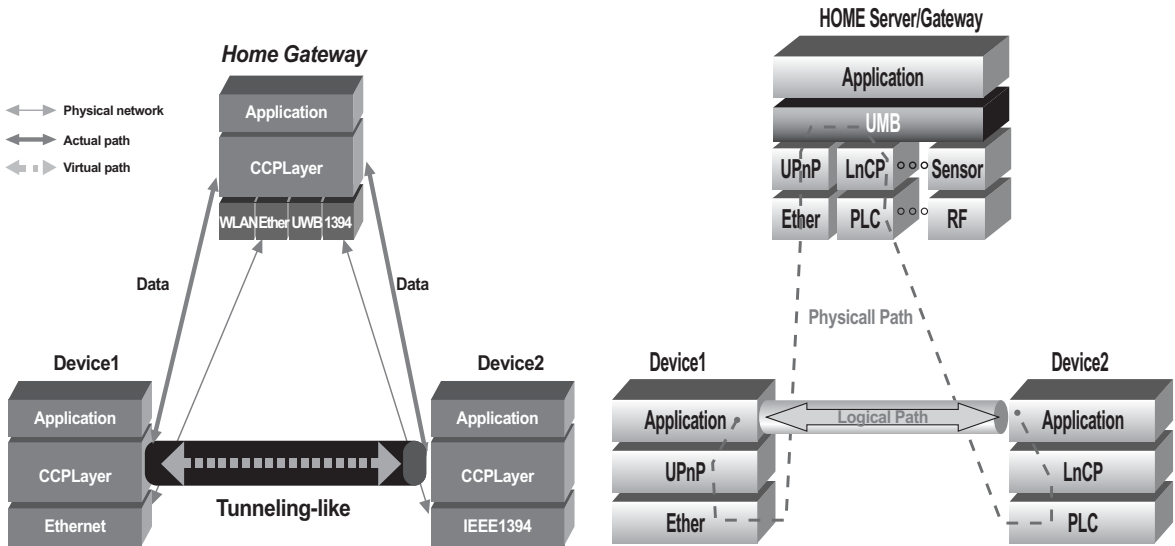 Home Gateway
Physical network
Actual path
Virtual path
Application
CCPLayer
WLAN Ether UWB 1394
Data
Data
Device1
Application
CCPLayer
Ethernet
Device2
Application
CCPLayer
IEEE1394
Tunneling-like
HOME Server/Gateway
Application
UMB
UPnP LnCP Sensor
Ether PLC RF
Physicall Path
Device1
Application
UPnP
Ether
Logical Path
Device2
Application
LnCP
PLC